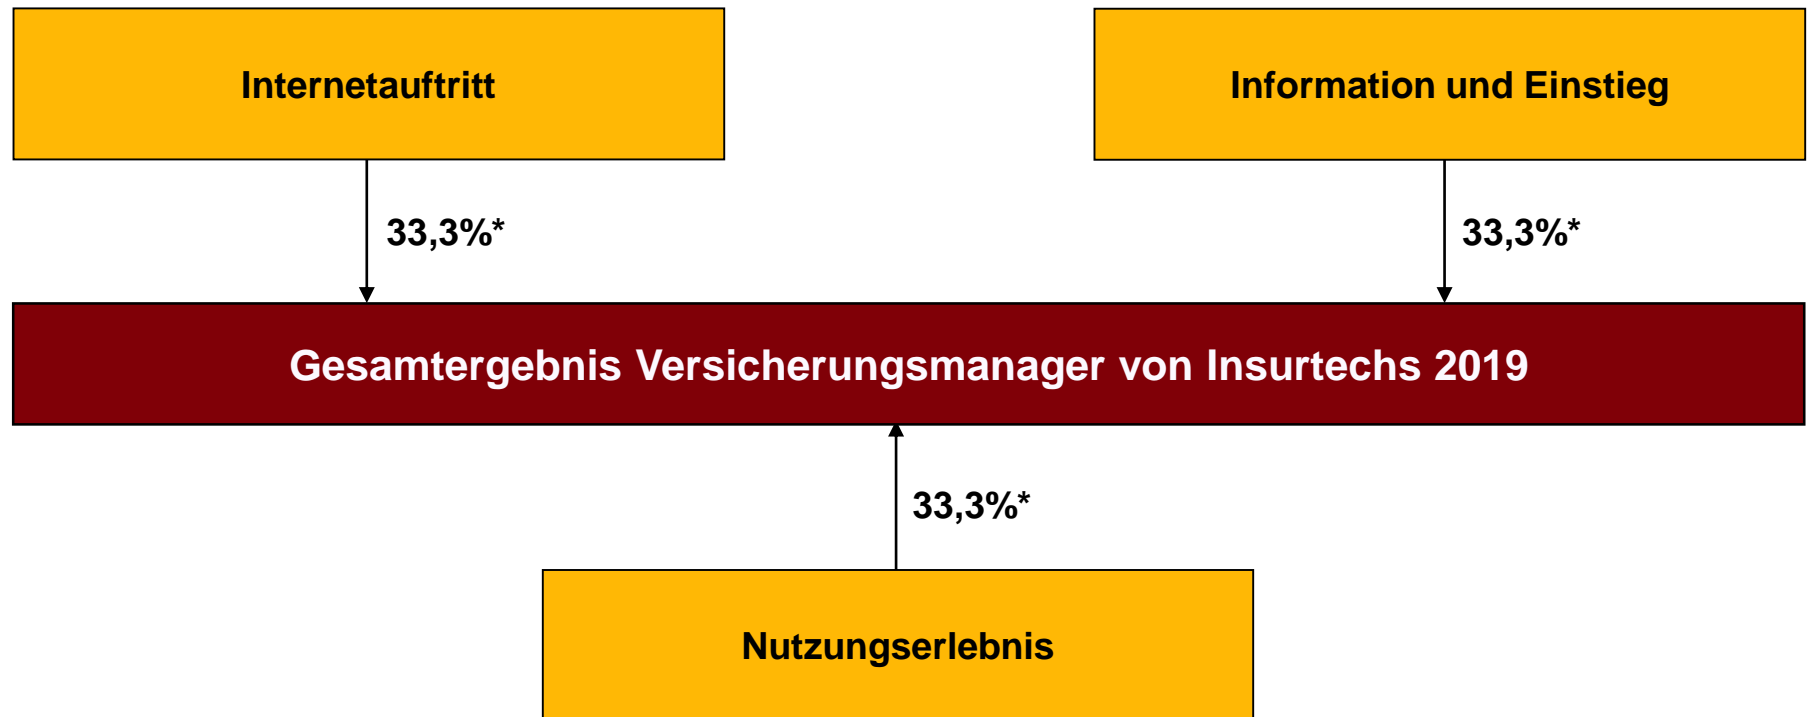 Internetauftritt
Information und Einstieg
33,3%*
33,3%*
Gesamtergebnis Versicherungsmanager von Insurtechs 2019
33,3%*
Nutzungserlebnis